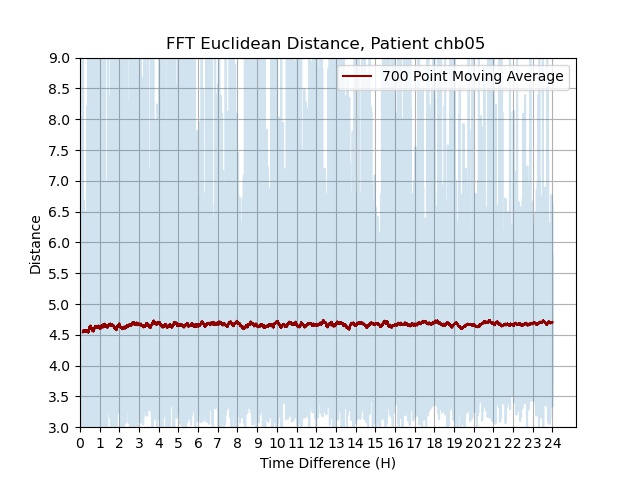 FFT Euclidean Distance, Patient chb05
700 Point Moving Average
9.0
8.5
8.0
7.5
7.0
6.5
6.0
5.5
5.0
4.5
4.0
3.5
3.0
Distance
0 1 2 3 4 5 6 7 8 9 10 11 12 13 14 15 16 17 18 19 20 21 22 23 24
Time Difference (H)